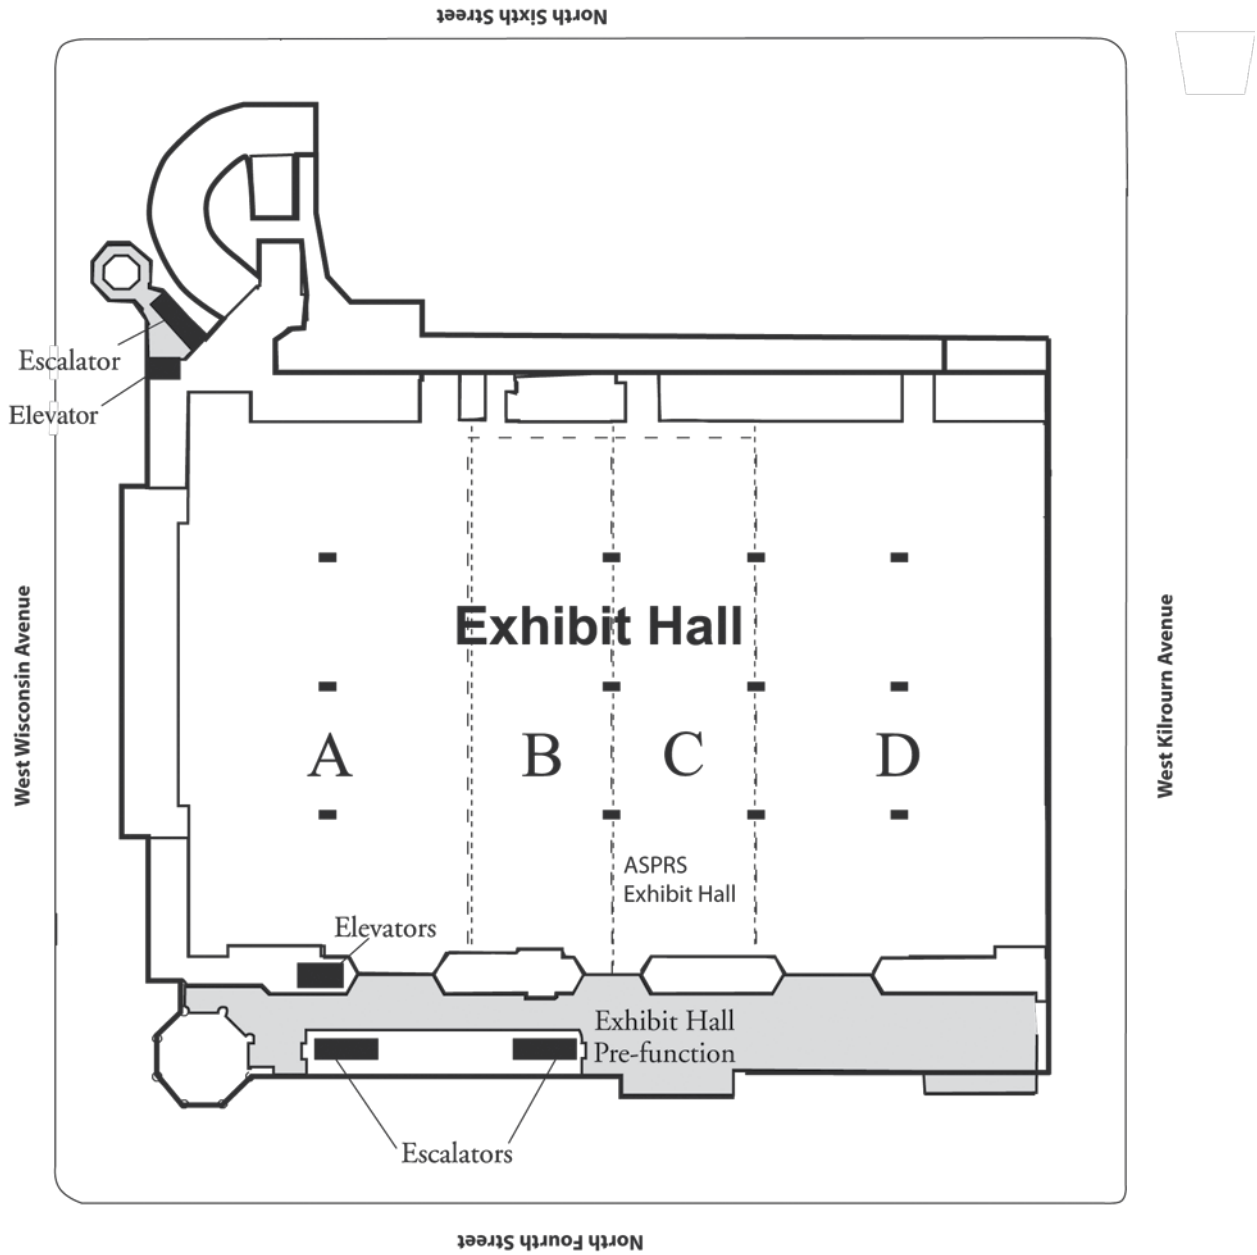 North Sixth Street
Escalator
Elevator
West Wisconsin Avenue
Exhibit Hall
West Kilrourn Avenue
A
B
C
D
ASPRS
Exhibit Hall
Elevators
Exhibit Hall
Pre-function
Escalators
North Fourth Street